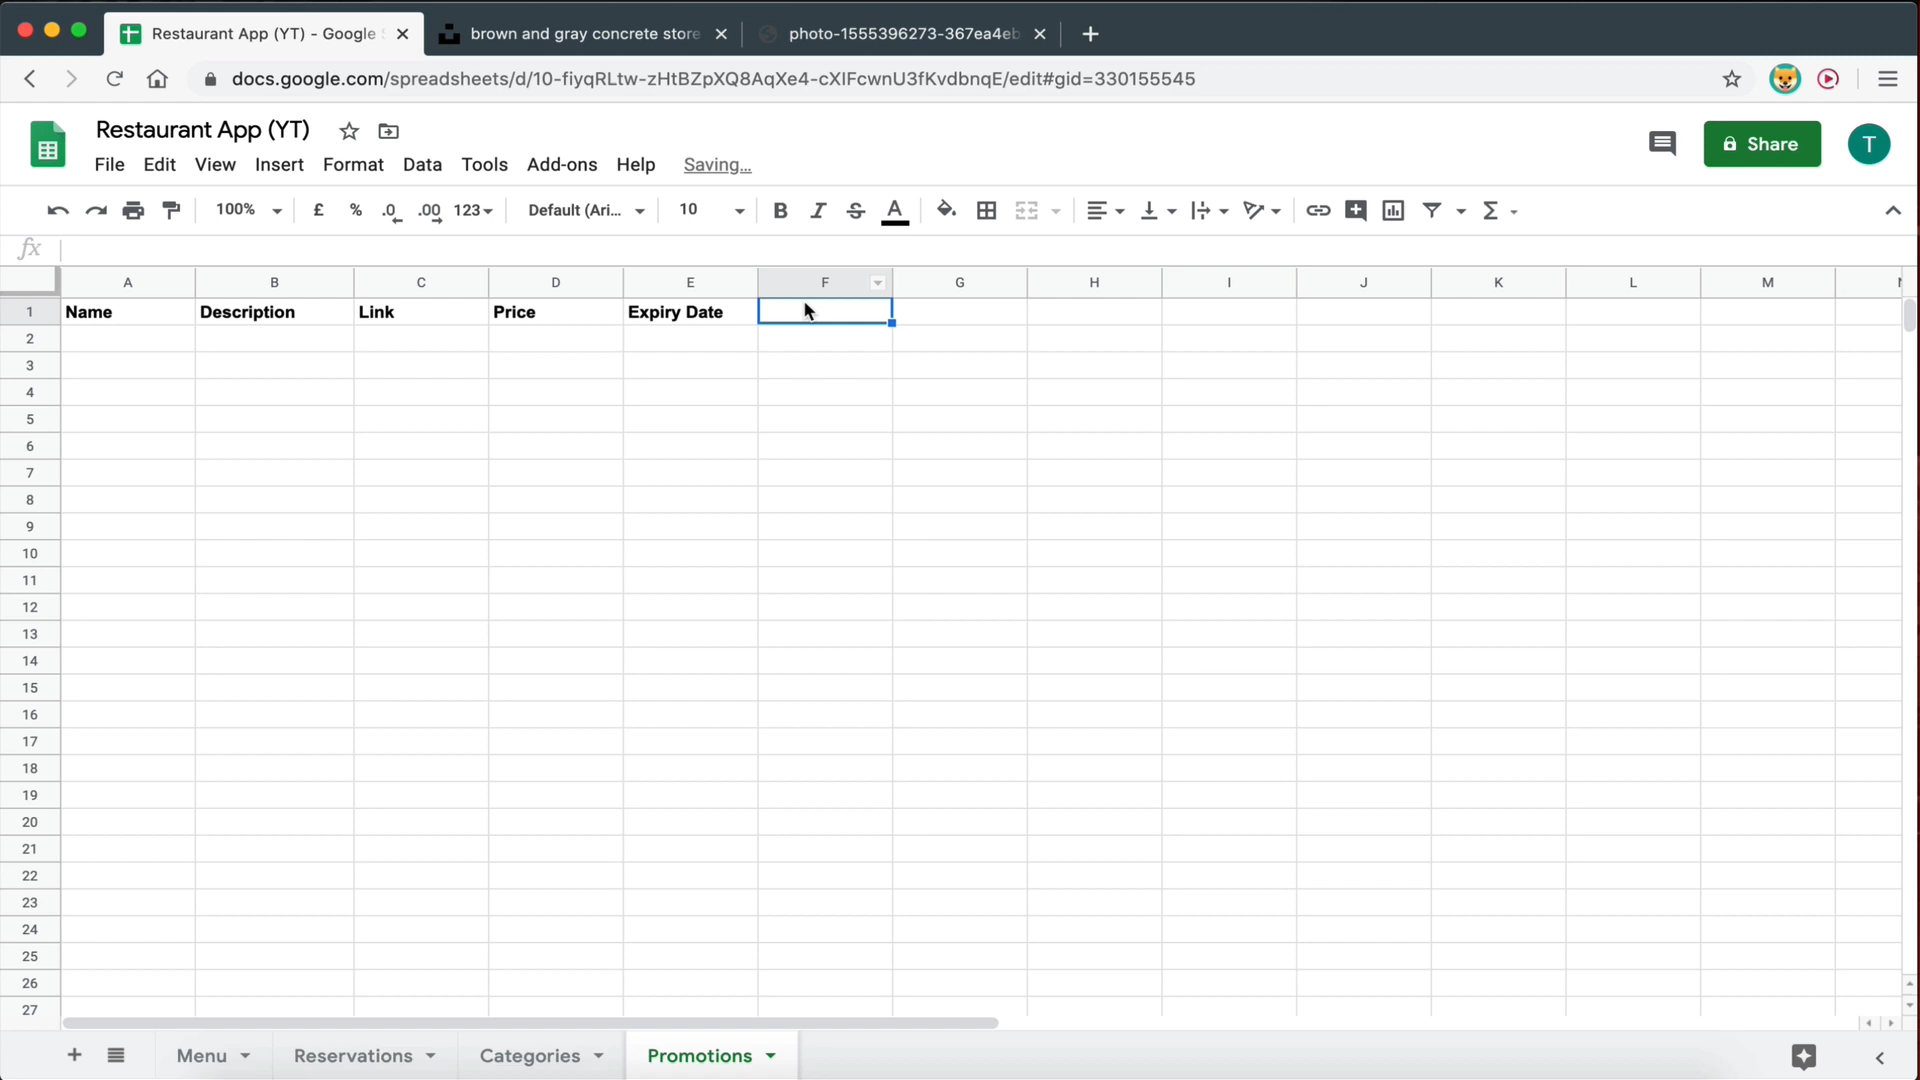 Restaurant App (YT) - Google
brown and gray concrete store
photo-1555396273-367ea4eb
docs.google.com/spreadsheets/d/10-fiyqRLtw-zHtBZpXQ8AqXe4-cXIFcwnU3fKvdbnqE/edit#gid=330155545
Restaurant App (YT)
File Edit View Insert Format Data Tools Add-ons Help Saving...
Share
T
100% £ % .0 .00 123 Default (Ari... 10 B I S A Σ
fx
A B C D E F G H I J K L M
1 Name Description Link Price Expiry Date
2
3
4
5
6
7
8
9
10
11
12
13
14
15
16
17
18
19
20
21
22
23
24
25
26
27
Menu Reservations Categories Promotions